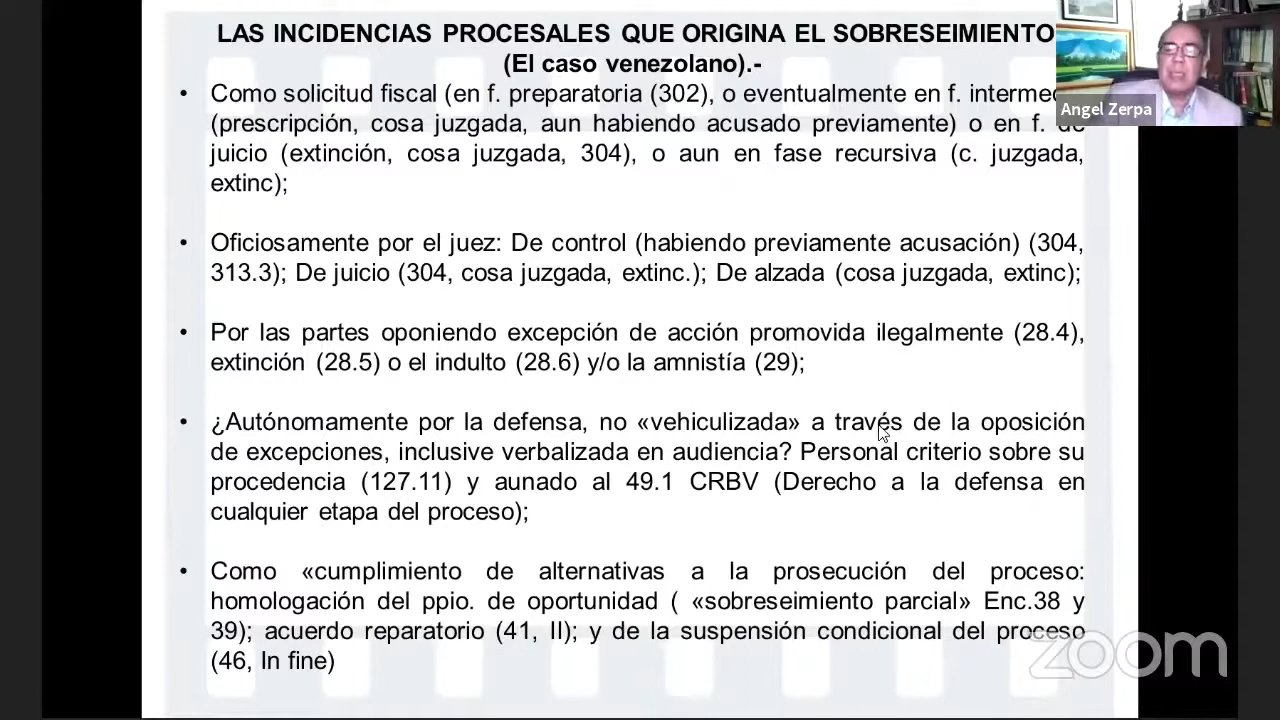 LAS INCIDENCIAS PROCESALES QUE ORIGINA EL SOBRESEIMIENTO
(El caso venezolano).-
• Como solicitud fiscal (en f. preparatoria (302), o eventualmente en f.
(prescripción, cosa juzgada, aun habiendo acusado previamente) o en f. de
juicio (extinción, cosa juzgada, 304), o aun en fase recursiva (c. juzgada,
extinc);
• Oficiosamente por el juez: De control (habiendo previamente acusación) (304,
313.3); De juicio (304, cosa juzgada, extinc.); De alzada (cosa juzgada, extinc);
• Por las partes oponiendo excepción de acción promovida ilegalmente (28.4),
extinción (28.5) o el indulto (28.6) y/o la amnistía (29);
• ¿Autónomamente por la defensa, no «vehiculizada» a través de la oposición
de excepciones, inclusive verbalizada en audiencia? Personal criterio sobre su
procedencia (127.11) y aunado al 49.1 CRBV (Derecho a la defensa en
cualquier etapa del proceso);
• Como «cumplimiento de alternativas a la prosecución del proceso:
homologación del ppio. de oportunidad ( «sobreseimiento parcial» Enc.38 y
39); acuerdo reparatorio (41, II); y de la suspensión condicional del proceso
(46, In fine)
Angel Zerpa
zoom